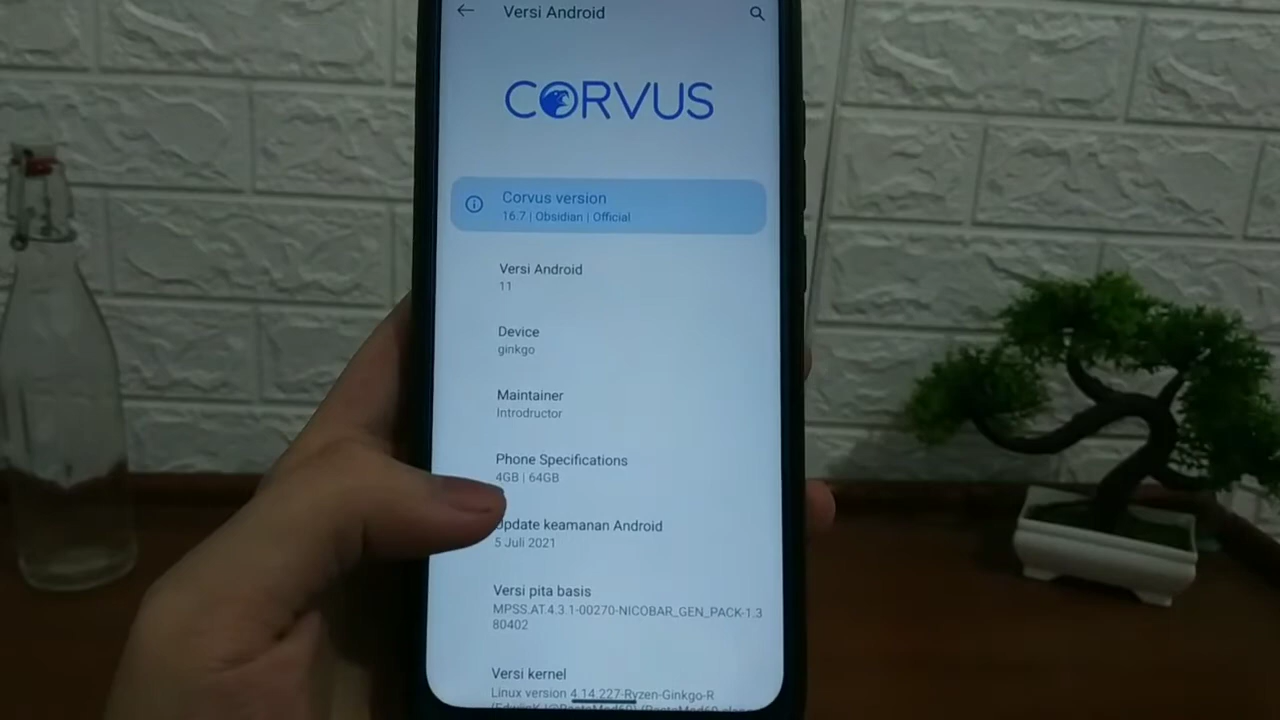 Versi Android
CORVUS
Corvus version
16.7 | Obsidian | Official
Versi Android
11
Device
ginkgo
Maintainer
Introdructor
Phone Specifications
4GB | 64GB
Update keamanan Android
5 Juli 2021
Versi pita basis
MPSS.AT.4.3.1-00270-NICOBAR_GEN_PACK-1.3
80402
Versi kernel
Linux version 4.14.227-Ryzen-Ginkgo-R